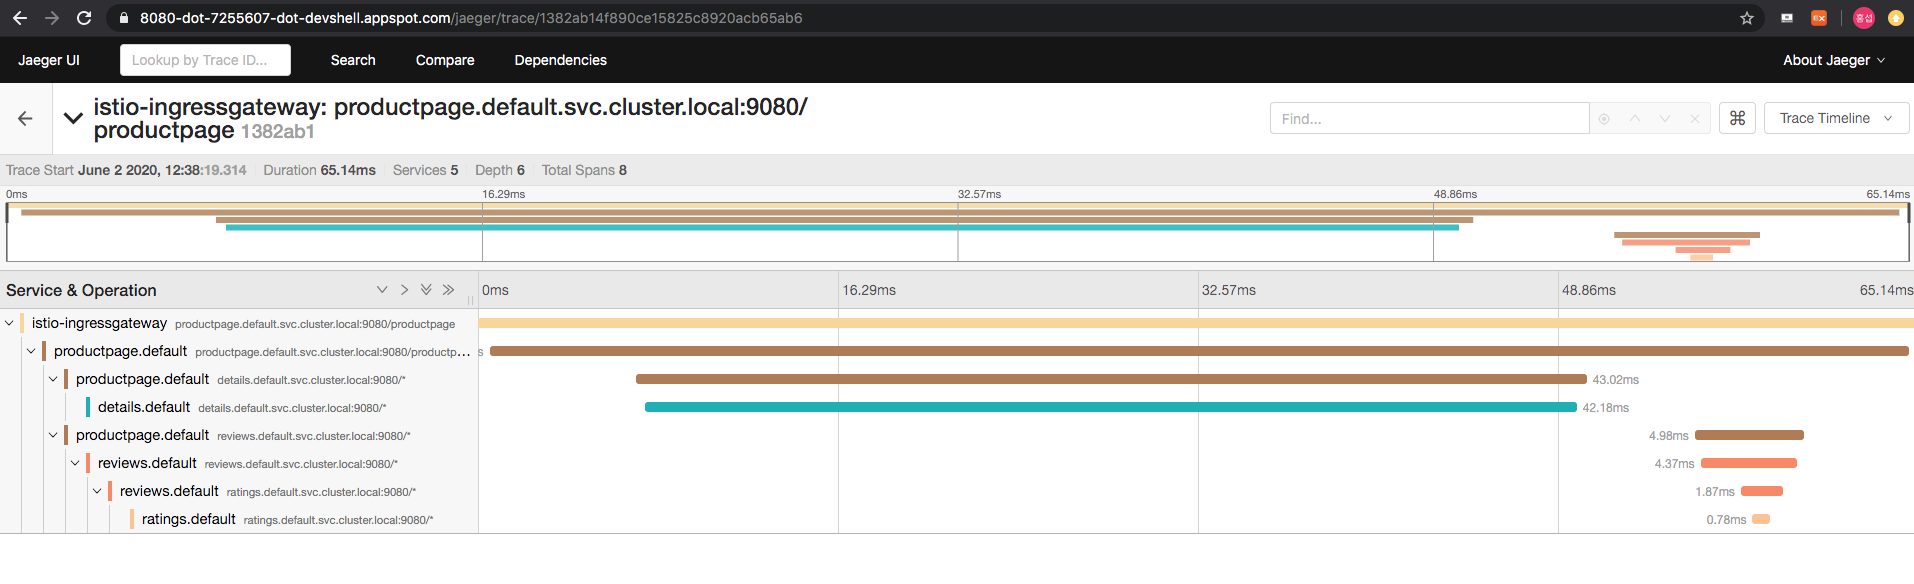 8080-dot-7255607-dot-devshell.appspot.com/jaeger/trace/1382ab14f890ce15825c8920acb65ab6
EX
홍섭
Jaeger UI
Lookup by Trace ID...
Search
Compare
Dependencies
About Jaeger
istio-ingressgateway: productpage.default.svc.cluster.local:9080/
productpage 1382ab1
Find...
Trace Timeline
Trace Start June 2 2020, 12:38:19.314 Duration 65.14ms Services 5 Depth 6 Total Spans 8
0ms 16.29ms 32.57ms 48.86ms 65.14ms
Service & Operation
0ms 16.29ms 32.57ms 48.86ms 65.14ms
istio-ingressgateway productpage.default.svc.cluster.local:9080/productpage
productpage.default productpage.default.svc.cluster.local:9080/productp... s
productpage.default details.default.svc.cluster.local:9080/* 43.02ms
details.default details.default.svc.cluster.local:9080/* 42.18ms
productpage.default reviews.default.svc.cluster.local:9080/* 4.98ms
reviews.default reviews.default.svc.cluster.local:9080/* 4.37ms
reviews.default ratings.default.svc.cluster.local:9080/* 1.87ms
ratings.default ratings.default.svc.cluster.local:9080/* 0.78ms